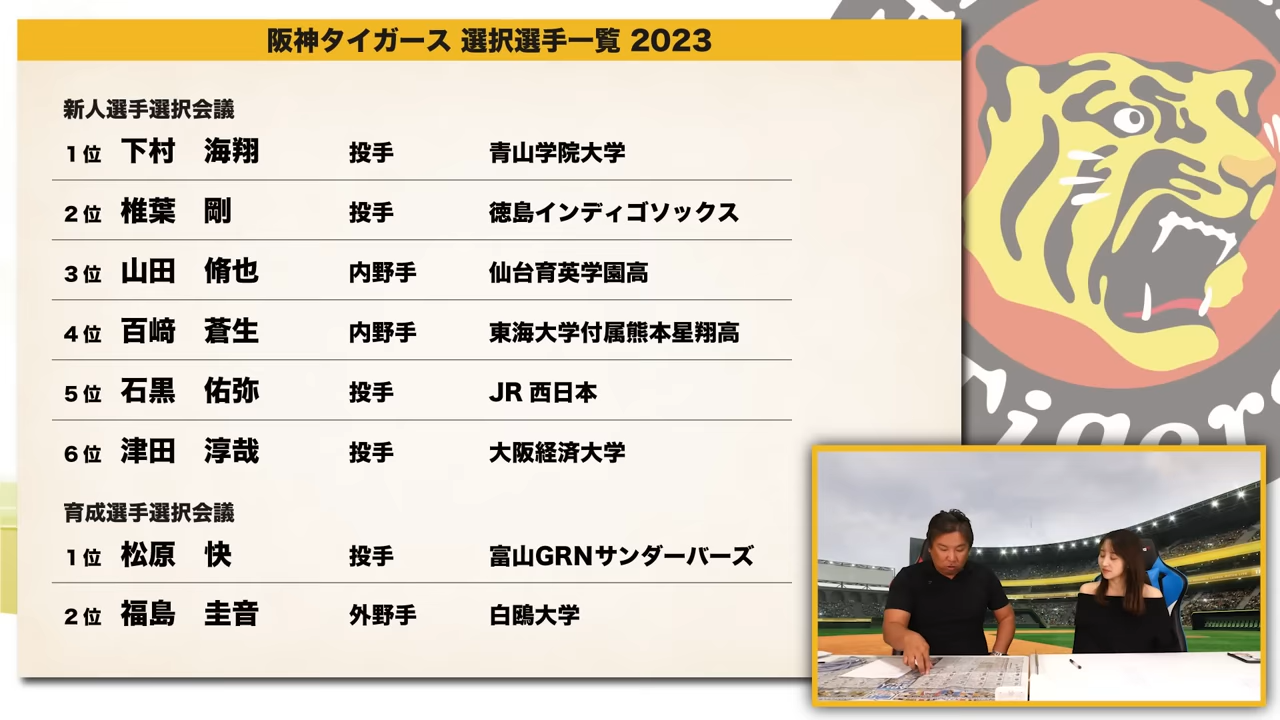 阪神タイガース 選択選手一覧 2023
新人選手選択会議
1位 下村 海翔 投手 青山学院大学
2位 椎葉 剛 投手 徳島インディゴソックス
3位 山田 脩也 内野手 仙台育英学園高
4位 百﨑 蒼生 内野手 東海大学付属熊本星翔高
5位 石黒 佑弥 投手 JR 西日本
6位 津田 淳哉 投手 大阪経済大学
育成選手選択会議
1位 松原 快 投手 富山GRNサンダーバーズ
2位 福島 圭音 外野手 白鴎大学
Tigers